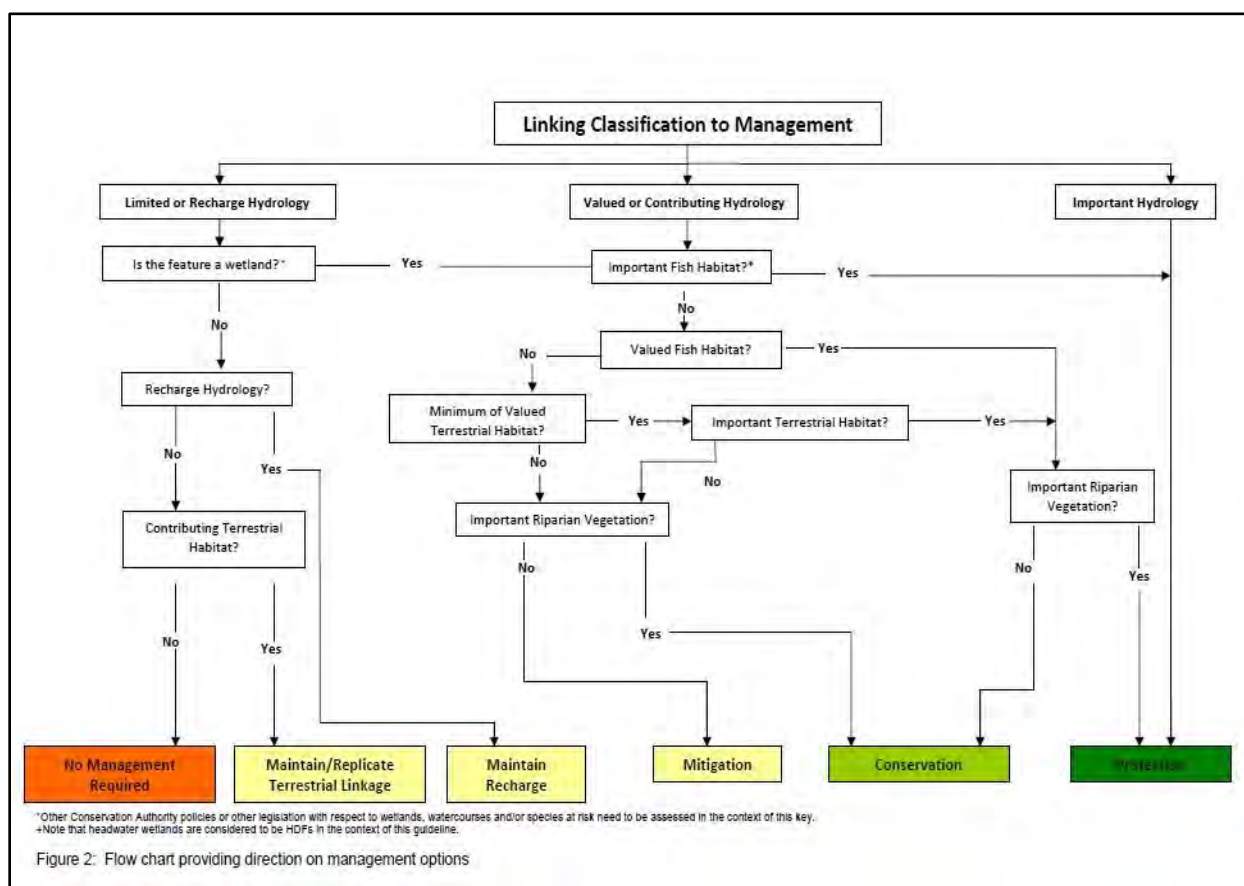 Linking Classification to Management
Limited or Recharge Hydrology
Valued or Contributing Hydrology
Important Hydrology
Is the feature a wetland?+
Yes
Important Fish Habitat?*
Yes
No
No
Valued Fish Habitat?
Yes
No
Recharge Hydrology?
Minimum of Valued
Terrestrial Habitat?
Yes
Important Terrestrial Habitat?
Yes
No
Yes
No
No
Important Riparian
Vegetation?
Contributing Terrestrial
Habitat?
Important Riparian Vegetation?
No
No
Yes
No
Yes
Yes
No Management
Required
Maintain/Replicate
Terrestrial Linkage
Maintain
Recharge
Mitigation
Conservation
Protection
*Other Conservation Authority policies or other legislation with respect to wetlands, watercourses and/or species at risk need to be assessed in the context of this key.
+Note that headwater wetlands are considered to be HDFs in the context of this guideline.
Figure 2: Flow chart providing direction on management options